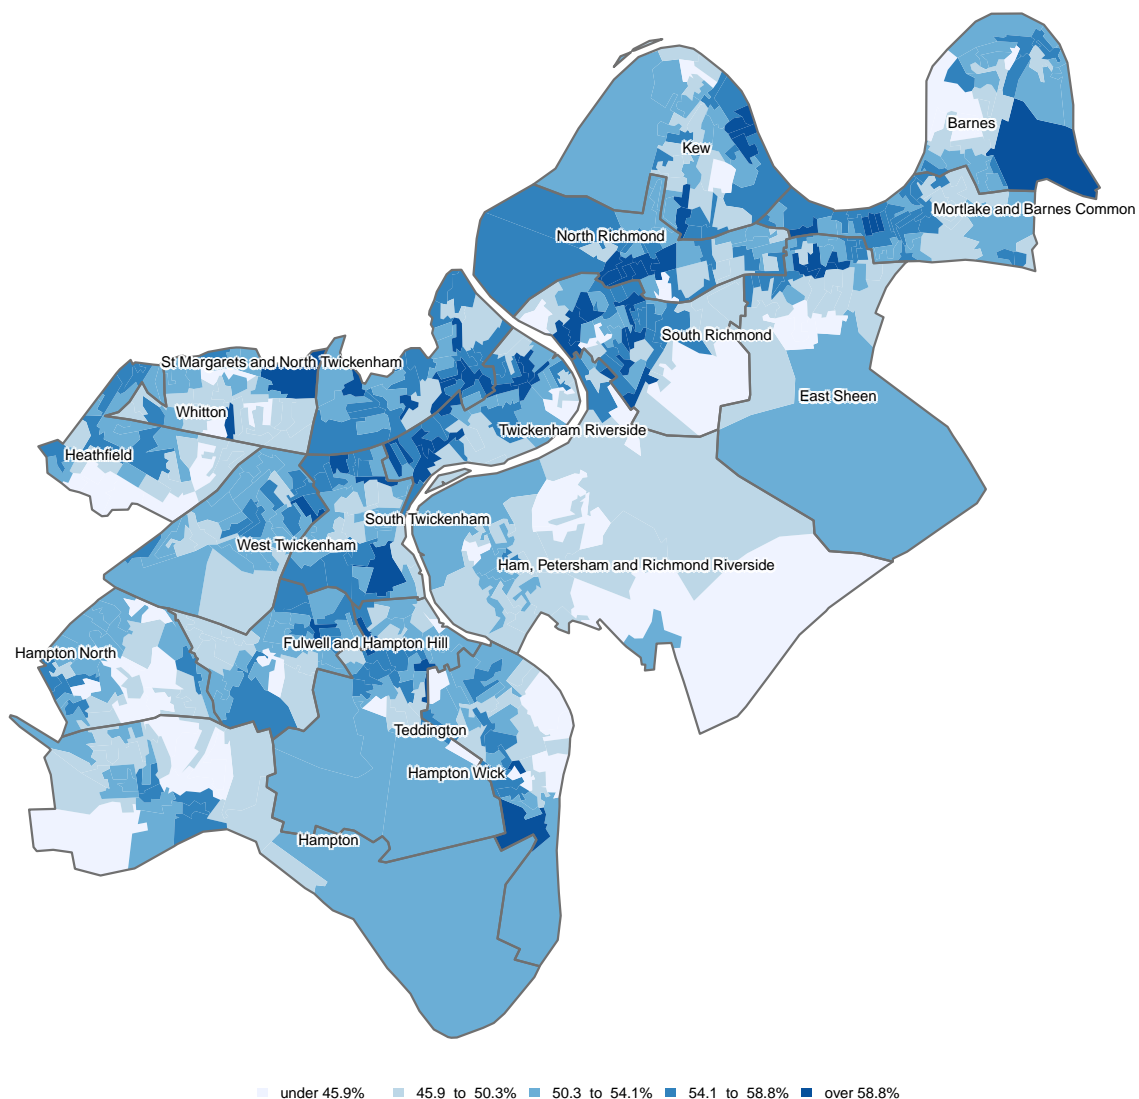 Barnes
Kew
Mortlake and Barnes Common
North Richmond
South Richmond
St Margarets and North Twickenham
East Sheen
Whitton
Twickenham Riverside
Heathfield
South Twickenham
West Twickenham
Ham, Petersham and Richmond Riverside
Fulwell and Hampton Hill
Hampton North
Teddington
Hampton Wick
Hampton
under 45.9% 45.9 to 50.3% 50.3 to 54.1% 54.1 to 58.8% over 58.8%